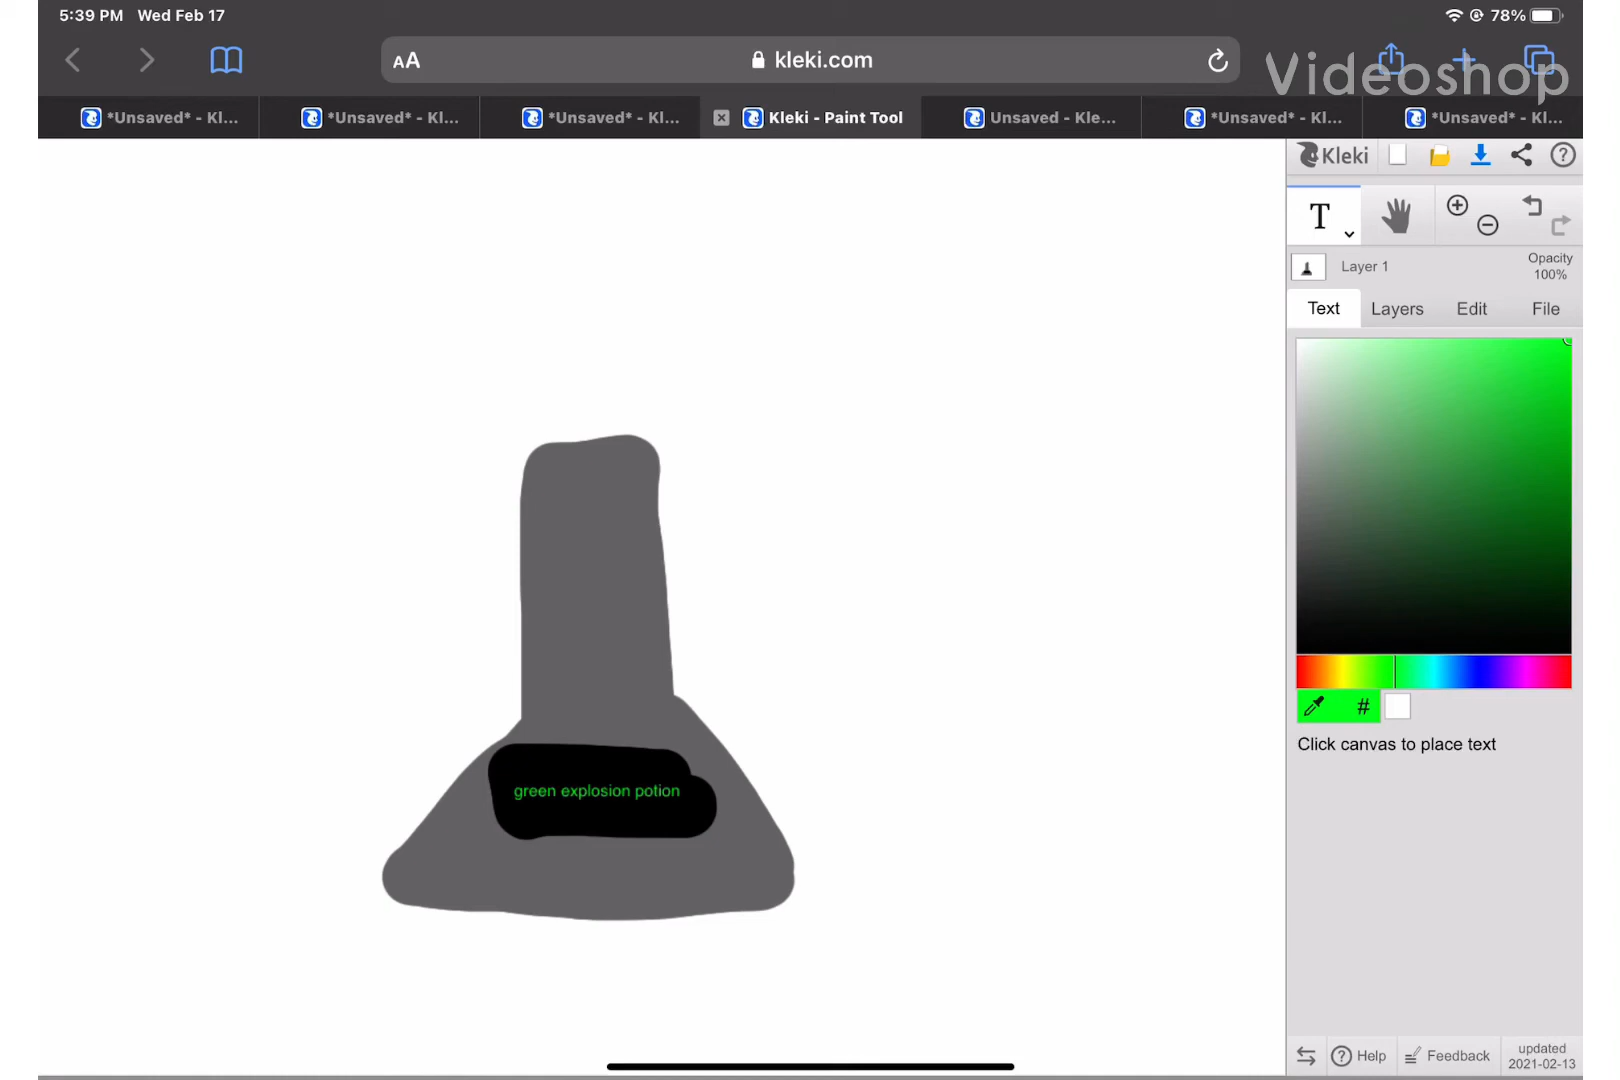 5:39 PM Wed Feb 17
78%
AA
kleki.com
Videoshop
*Unsaved* - Kl...
*Unsaved* - Kl...
*Unsaved* - Kl...
Kleki - Paint Tool
Unsaved - Kle...
*Unsaved* - Kl...
*Unsaved* - Kl...
Kleki
T
Layer 1
Opacity
100%
Text
Layers
Edit
File
#
Click canvas to place text
green explosion potion
Help
Feedback
updated
2021-02-13